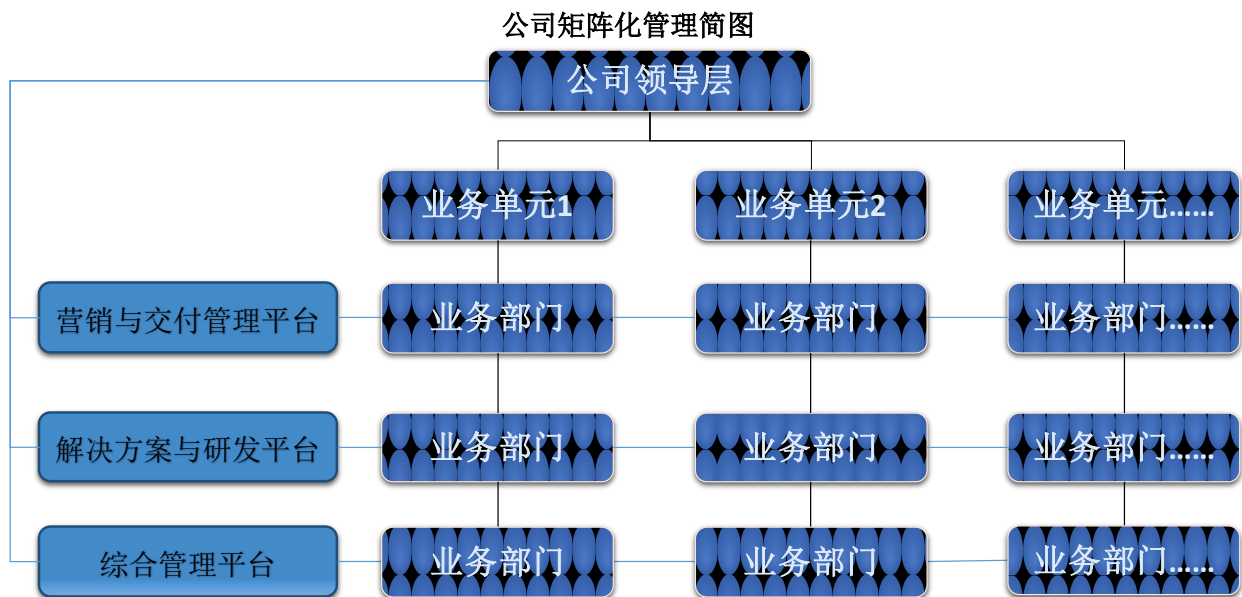 公司矩阵化管理简图
公司领导层
业务单元1
业务单元2
业务单元……
营销与交付管理平台
业务部门
业务部门
业务部门……
解决方案与研发平台
业务部门
业务部门
业务部门……
综合管理平台
业务部门
业务部门
业务部门……